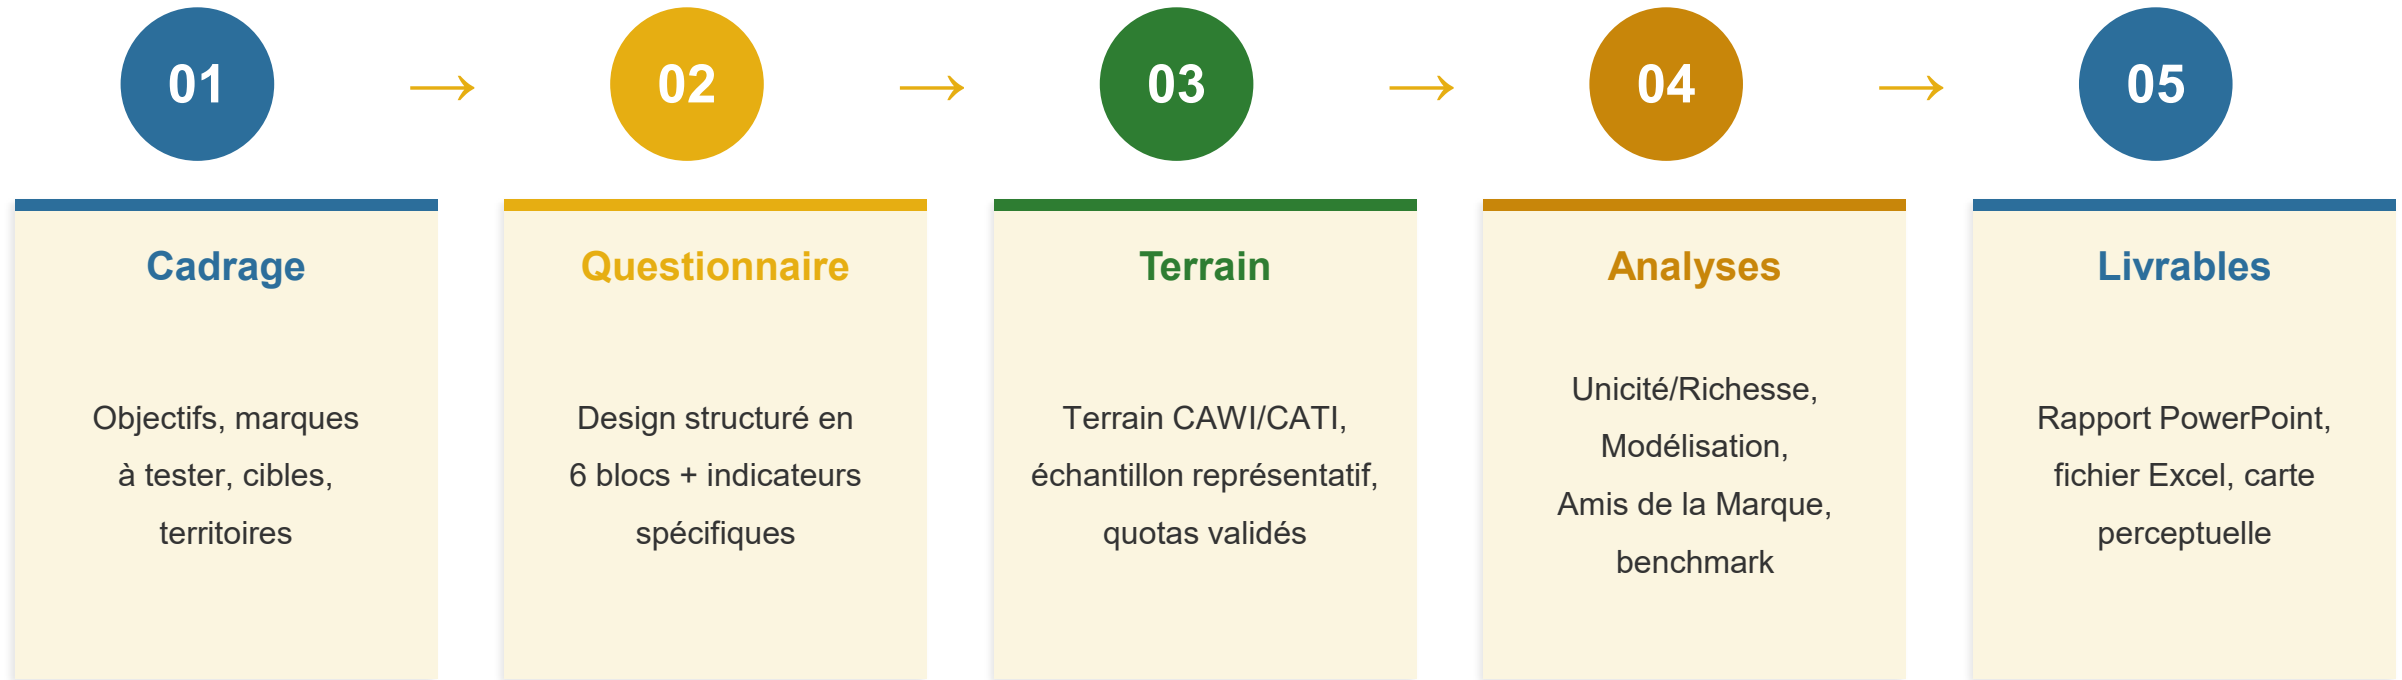 01
→
02
→
03
→
04
→
05
Cadrage
Objectifs, marques
à tester, cibles,
territoires
Questionnaire
Design structuré en
6 blocs + indicateurs
spécifiques
Terrain
Terrain CAWI/CATI,
échantillon représentatif,
quotas validés
Analyses
Unicité/Richesse,
Modélisation,
Amis de la Marque,
benchmark
Livrables
Rapport PowerPoint,
fichier Excel, carte
perceptuelle